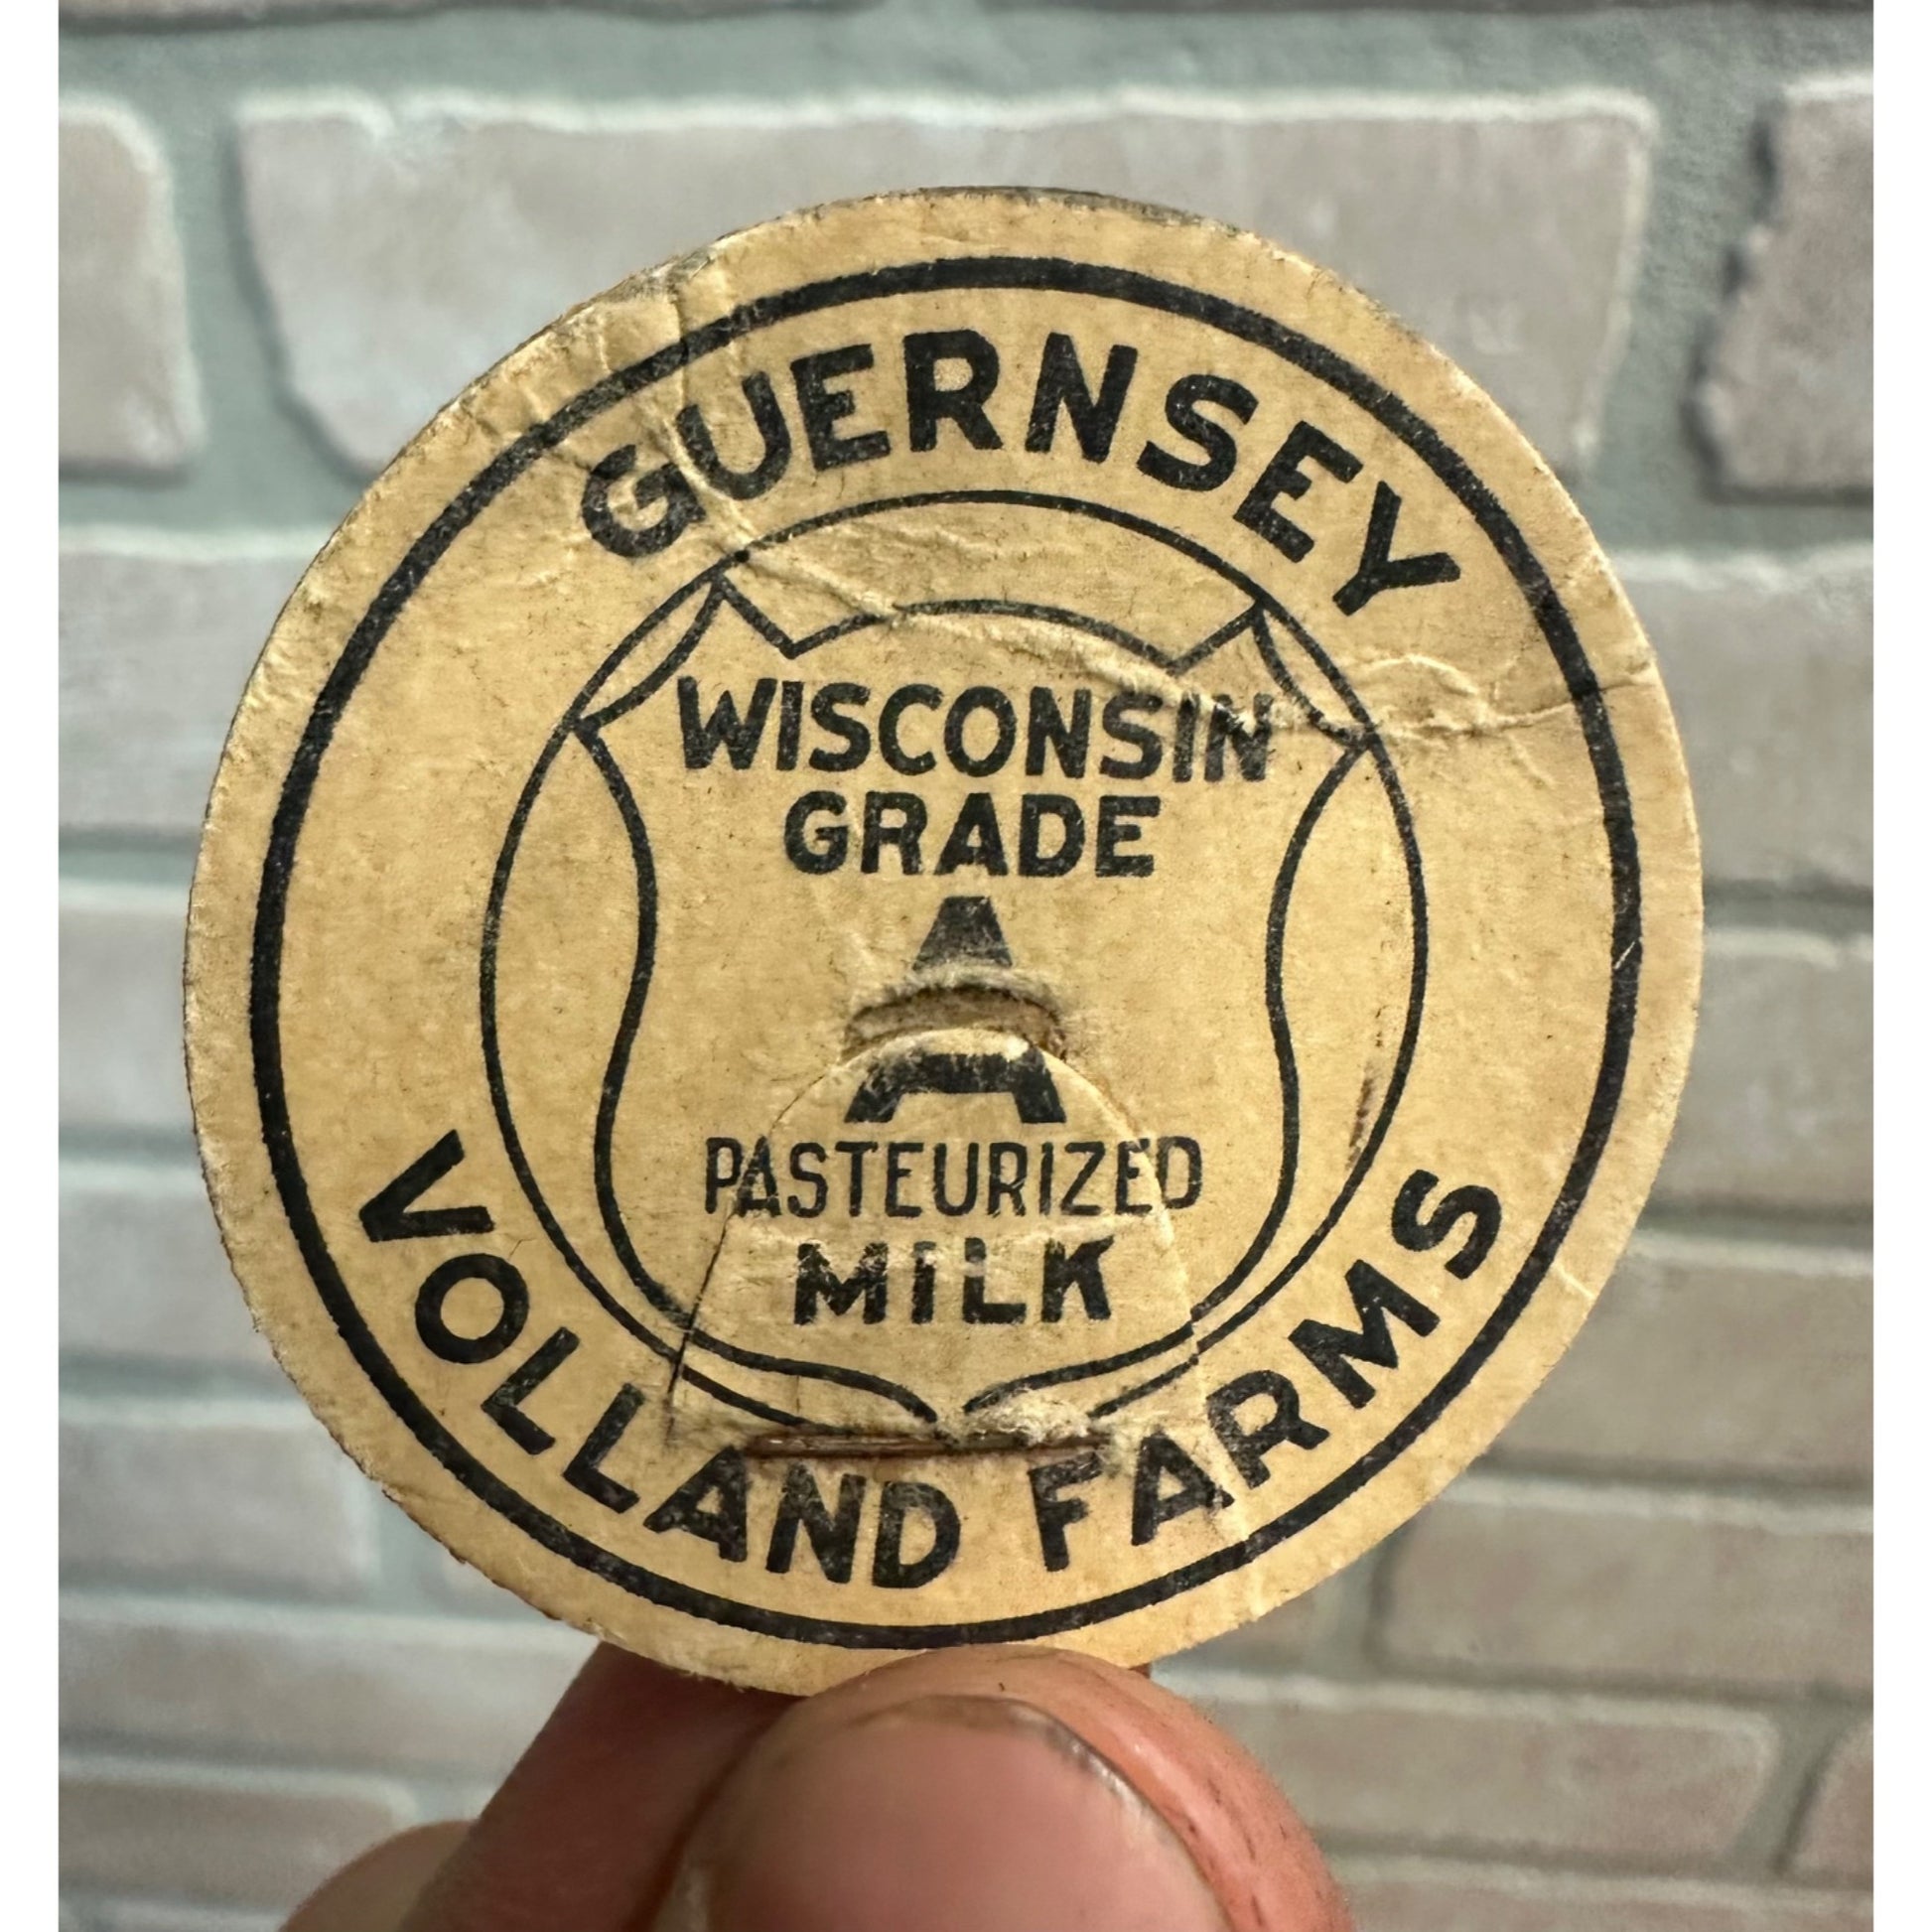 GUERNSEY
WISCONSIN
GRADE
A
PASTEURIZED
MILK
VOLLAND FARMS